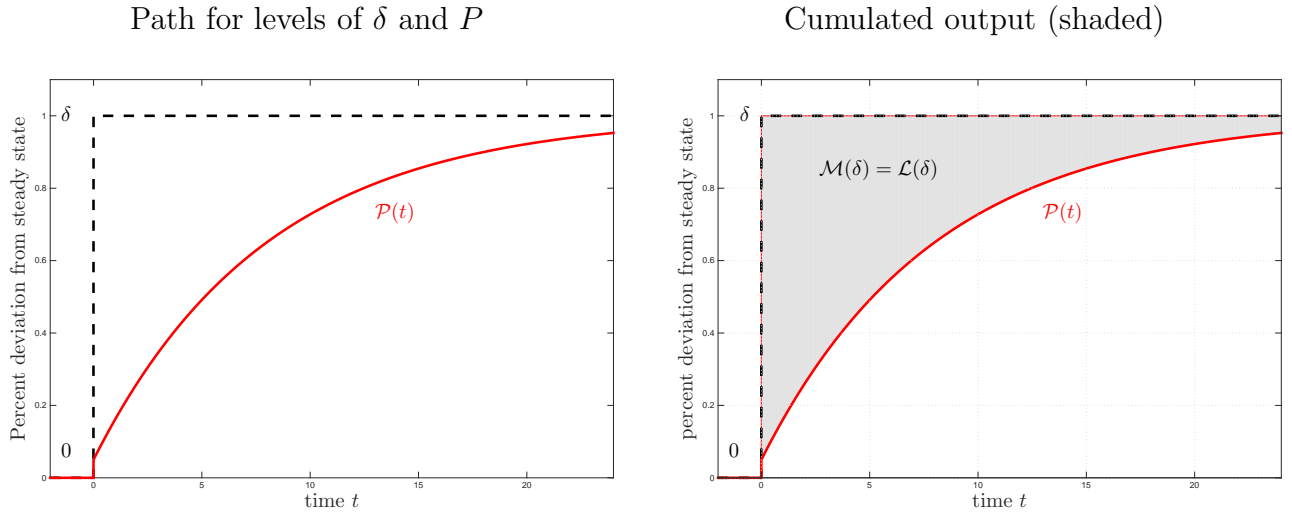 Path for levels of δ and P
Percent deviation from steady state
1
0.8
0.6
0.4
0.2
0
δ
0
P(t)
0
5
10
15
20
time t
Cumulated output (shaded)
percent deviation from steady state
1
0.8
0.6
0.4
0.2
0
δ
0
M(δ) = L(δ)
P(t)
0
5
10
15
20
time t